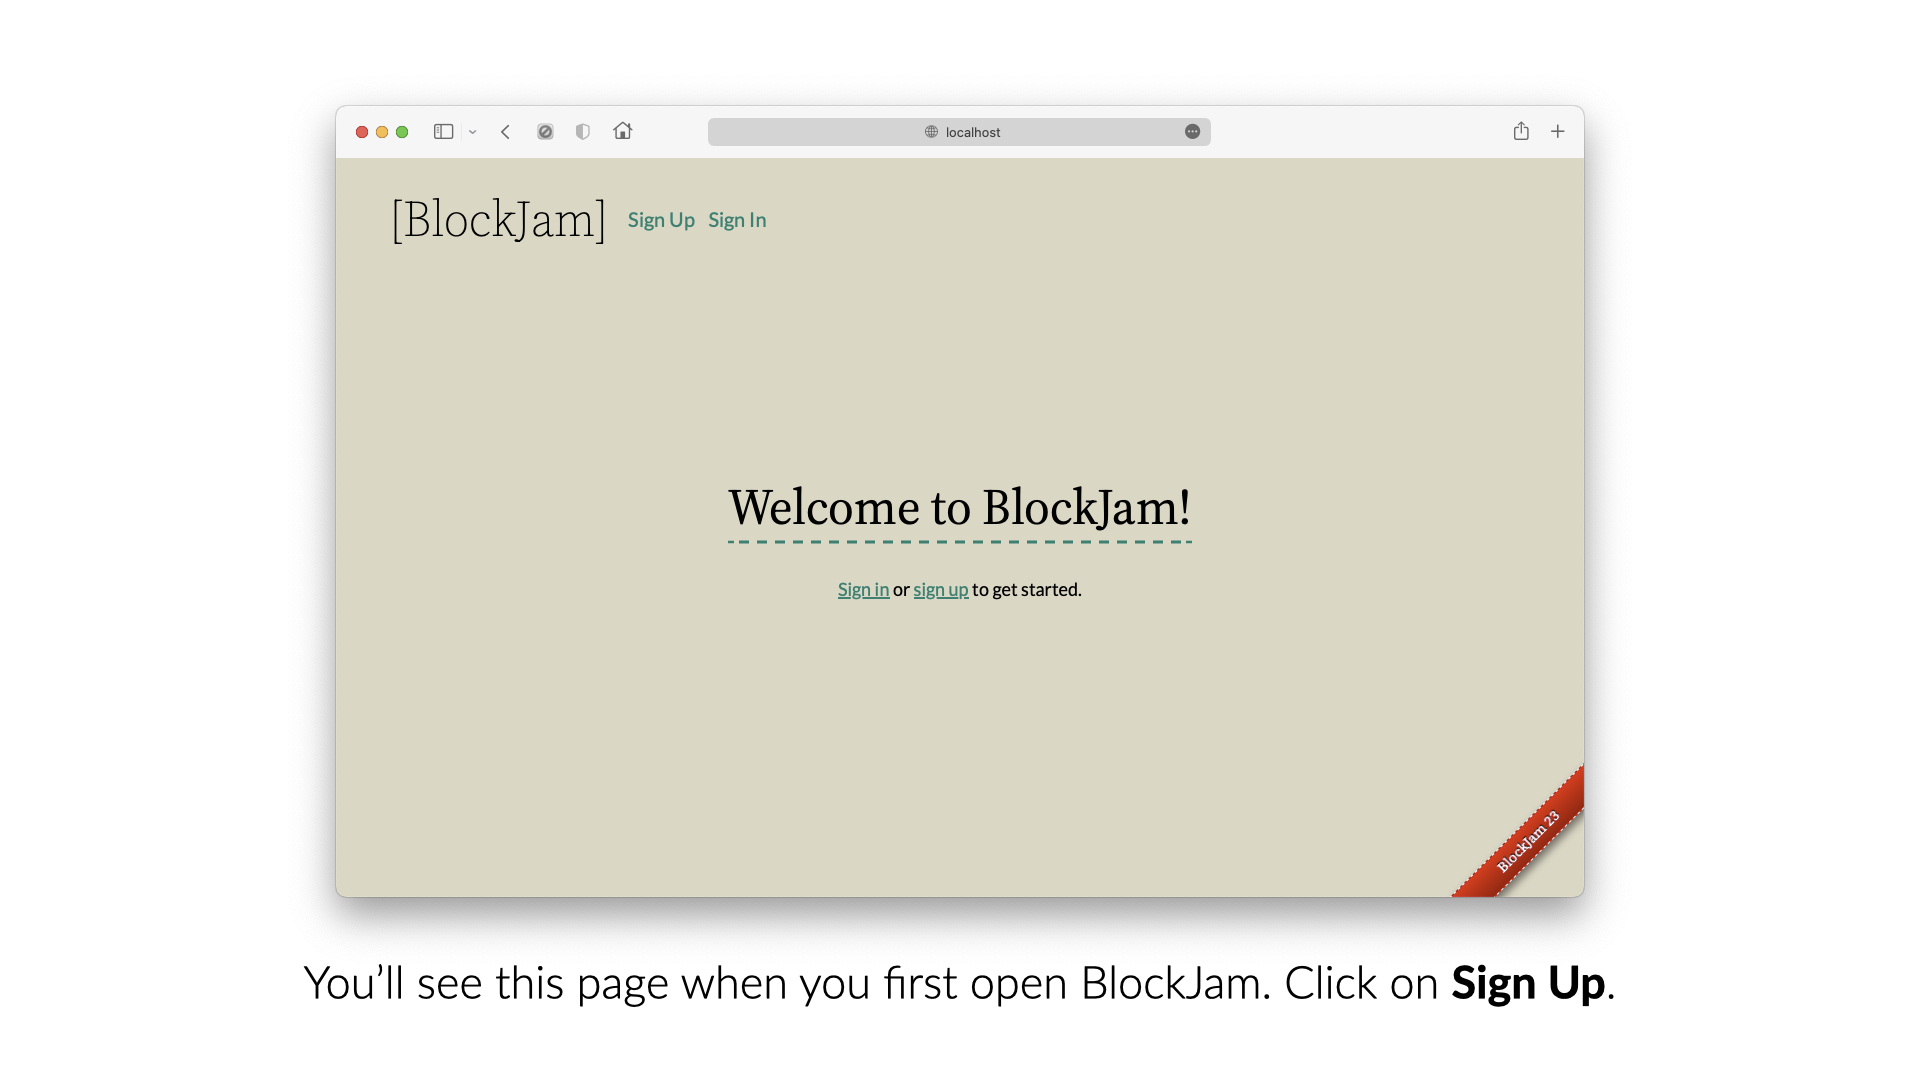 localhost
[BlockJam] Sign Up Sign In
Welcome to BlockJam!
Sign in or sign up to get started.
BlockJam 23
You’ll see this page when you first open BlockJam. Click on Sign Up.